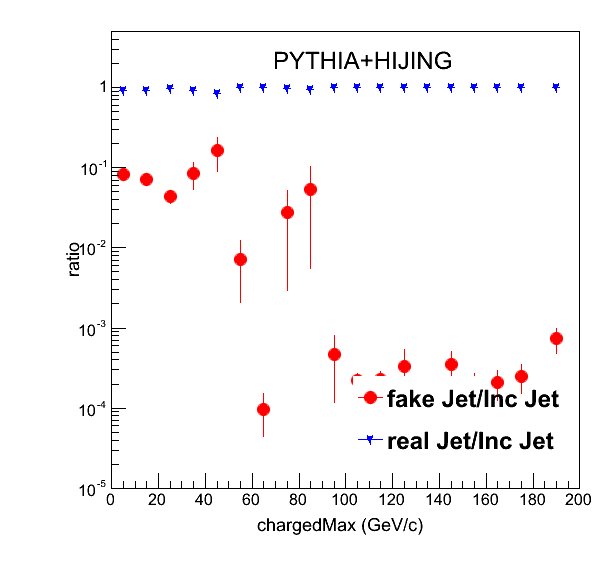 PYTHIA+HIJING
1
10-1
10-2
10-3
10-4
10-5
ratio
fake Jet/Inc Jet
real Jet/Inc Jet
0 20 40 60 80 100 120 140 160 180 200
chargedMax (GeV/c)